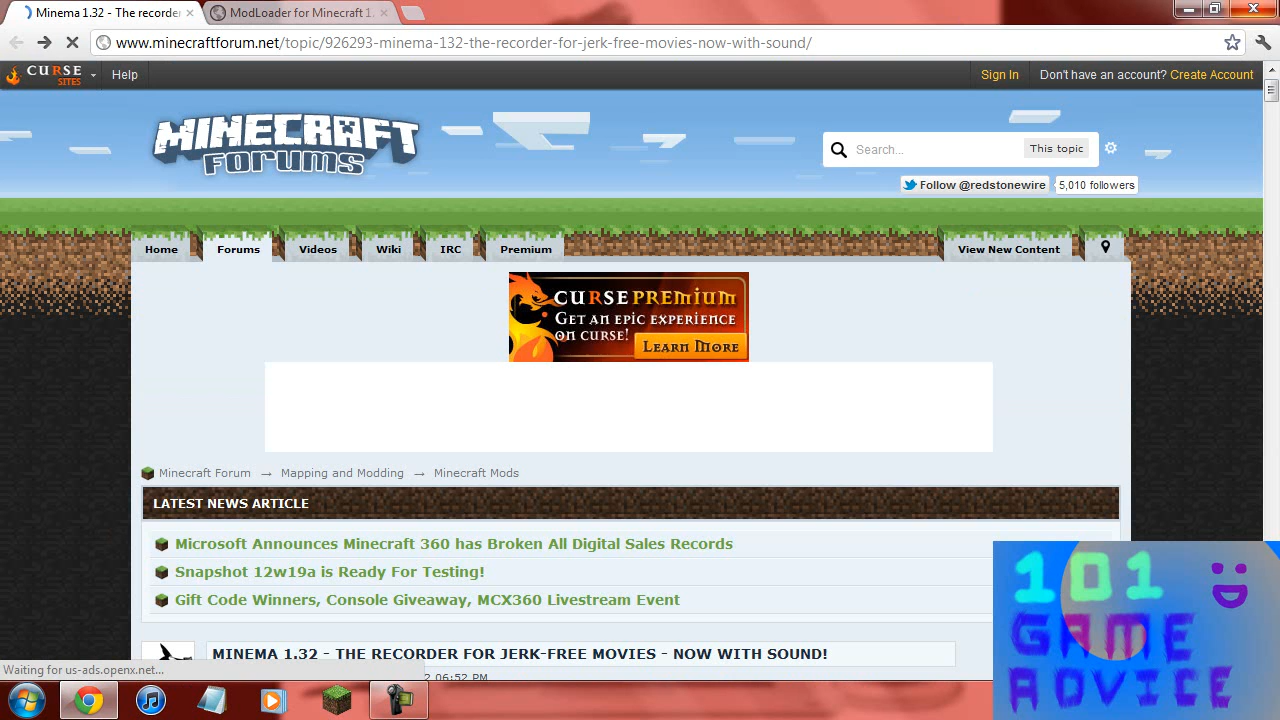 Minema 1.32 - The recorder
ModLoader for Minecraft 1.
www.minecraftforum.net/topic/926293-minema-132-the-recorder-for-jerk-free-movies-now-with-sound/
CURSE SITES Help Sign In Don't have an account? Create Account
MINECRAFT
FORUMS
Search... This topic
Follow @redstonewire 5,010 followers
Home Forums Videos Wiki IRC Premium View New Content
CURSE PREMIUM
GET AN EPIC EXPERIENCE
ON CURSE!
LEARN MORE
Minecraft Forum → Mapping and Modding → Minecraft Mods
LATEST NEWS ARTICLE
Microsoft Announces Minecraft 360 has Broken All Digital Sales Records
Snapshot 12w19a is Ready For Testing!
Gift Code Winners, Console Giveaway, MCX360 Livestream Event
MINEMA 1.32 - THE RECORDER FOR JERK-FREE MOVIES - NOW WITH SOUND!
2 06:52 PM
Waiting for us-ads.openx.net...
101
GAME
ADVICE